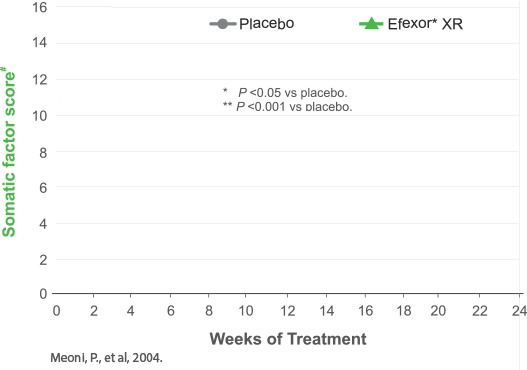 Placebo
Efexor* XR
* P <0.05 vs placebo.
** P <0.001 vs placebo.
Somatic factor score#
16
14
12
10
8
6
4
2
0
0 2 4 6 8 10 12 14 16 18 20 22 24
Weeks of Treatment
Meoni, P., et al, 2004.